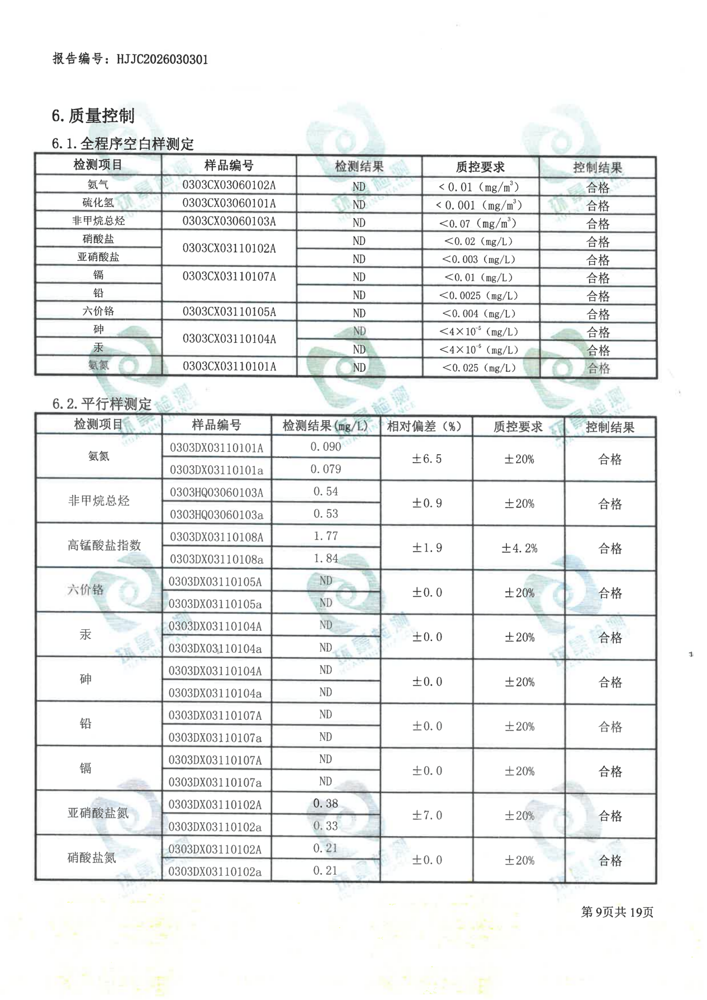 报告编号：HJJC2026030301
6.质量控制
6.1.全程序空白样测定
检测项目 样品编号 检测结果 质控要求 控制结果
氨气 0303CX03060102A ND ＜0.01（mg/m³） 合格
硫化氢 0303CX03060101A ND ＜0.001（mg/m³） 合格
非甲烷总烃 0303CX03060103A ND ＜0.07（mg/m³） 合格
硝酸盐 0303CX03110102A ND ＜0.02（mg/L） 合格
亚硝酸盐 ND ＜0.003（mg/L） 合格
镉 0303CX03110107A ND ＜0.01（mg/L） 合格
铅 ND ＜0.0025（mg/L） 合格
六价铬 0303CX03110105A ND ＜0.004（mg/L） 合格
砷 0303CX03110104A ND ＜4×10⁻⁵（mg/L） 合格
汞 ND ＜4×10⁻⁵（mg/L） 合格
氨氮 0303CX03110101A ND ＜0.025（mg/L） 合格
6.2.平行样测定
检测项目 样品编号 检测结果(mg/L) 相对偏差（%） 质控要求 控制结果
氨氮 0303DX03110101A 0.090 ±6.5 ±20% 合格
0303DX03110101a 0.079
非甲烷总烃 0303HQ03060103A 0.54 ±0.9 ±20% 合格
0303HQ03060103a 0.53
高锰酸盐指数 0303DX03110108A 1.77 ±1.9 ±4.2% 合格
0303DX03110108a 1.84
六价铬 0303DX03110105A ND ±0.0 ±20% 合格
0303DX03110105a ND
汞 0303DX03110104A ND ±0.0 ±20% 合格
0303DX03110104a ND
砷 0303DX03110104A ND ±0.0 ±20% 合格
0303DX03110104a ND
铅 0303DX03110107A ND ±0.0 ±20% 合格
0303DX03110107a ND
镉 0303DX03110107A ND ±0.0 ±20% 合格
0303DX03110107a ND
亚硝酸盐氮 0303DX03110102A 0.38 ±7.0 ±20% 合格
0303DX03110102a 0.33
硝酸盐氮 0303DX03110102A 0.21 ±0.0 ±20% 合格
0303DX03110102a 0.21
第9页共19页
环景检测
HUANJINGJIANCE